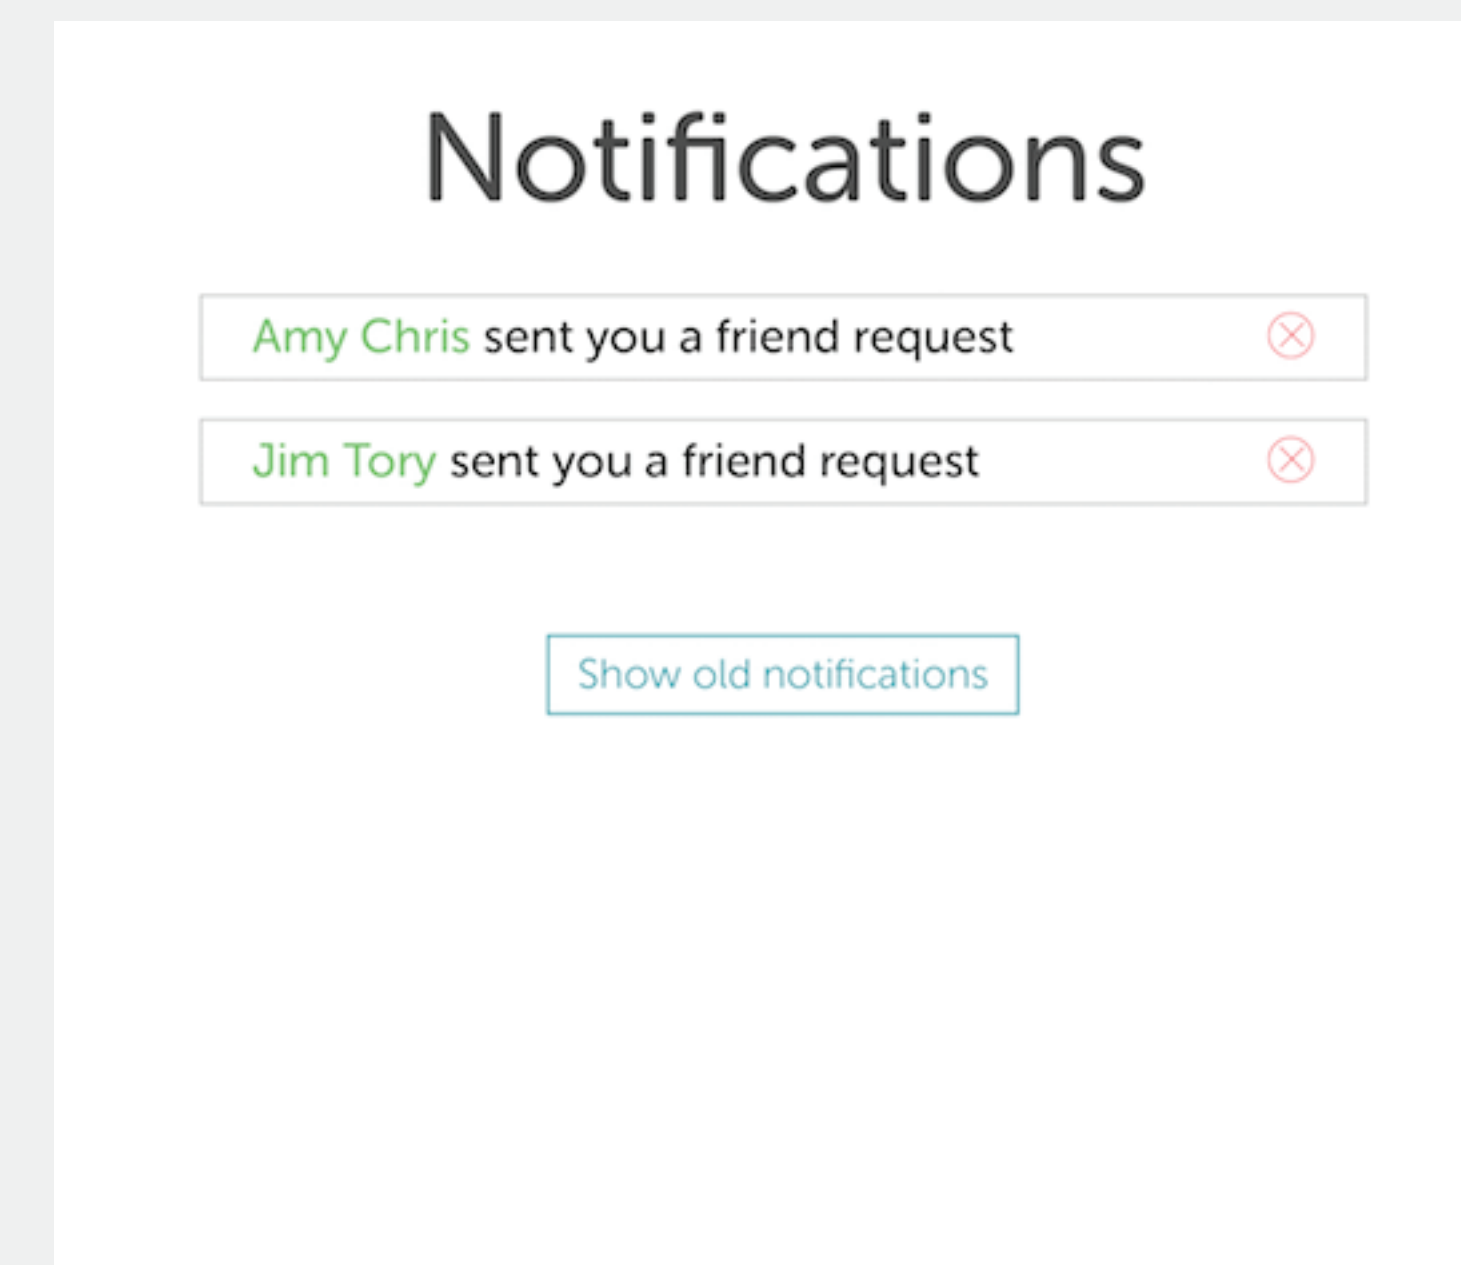 Notifications
Amy Chris sent you a friend request
Jim Tory sent you a friend request
Show old notifications